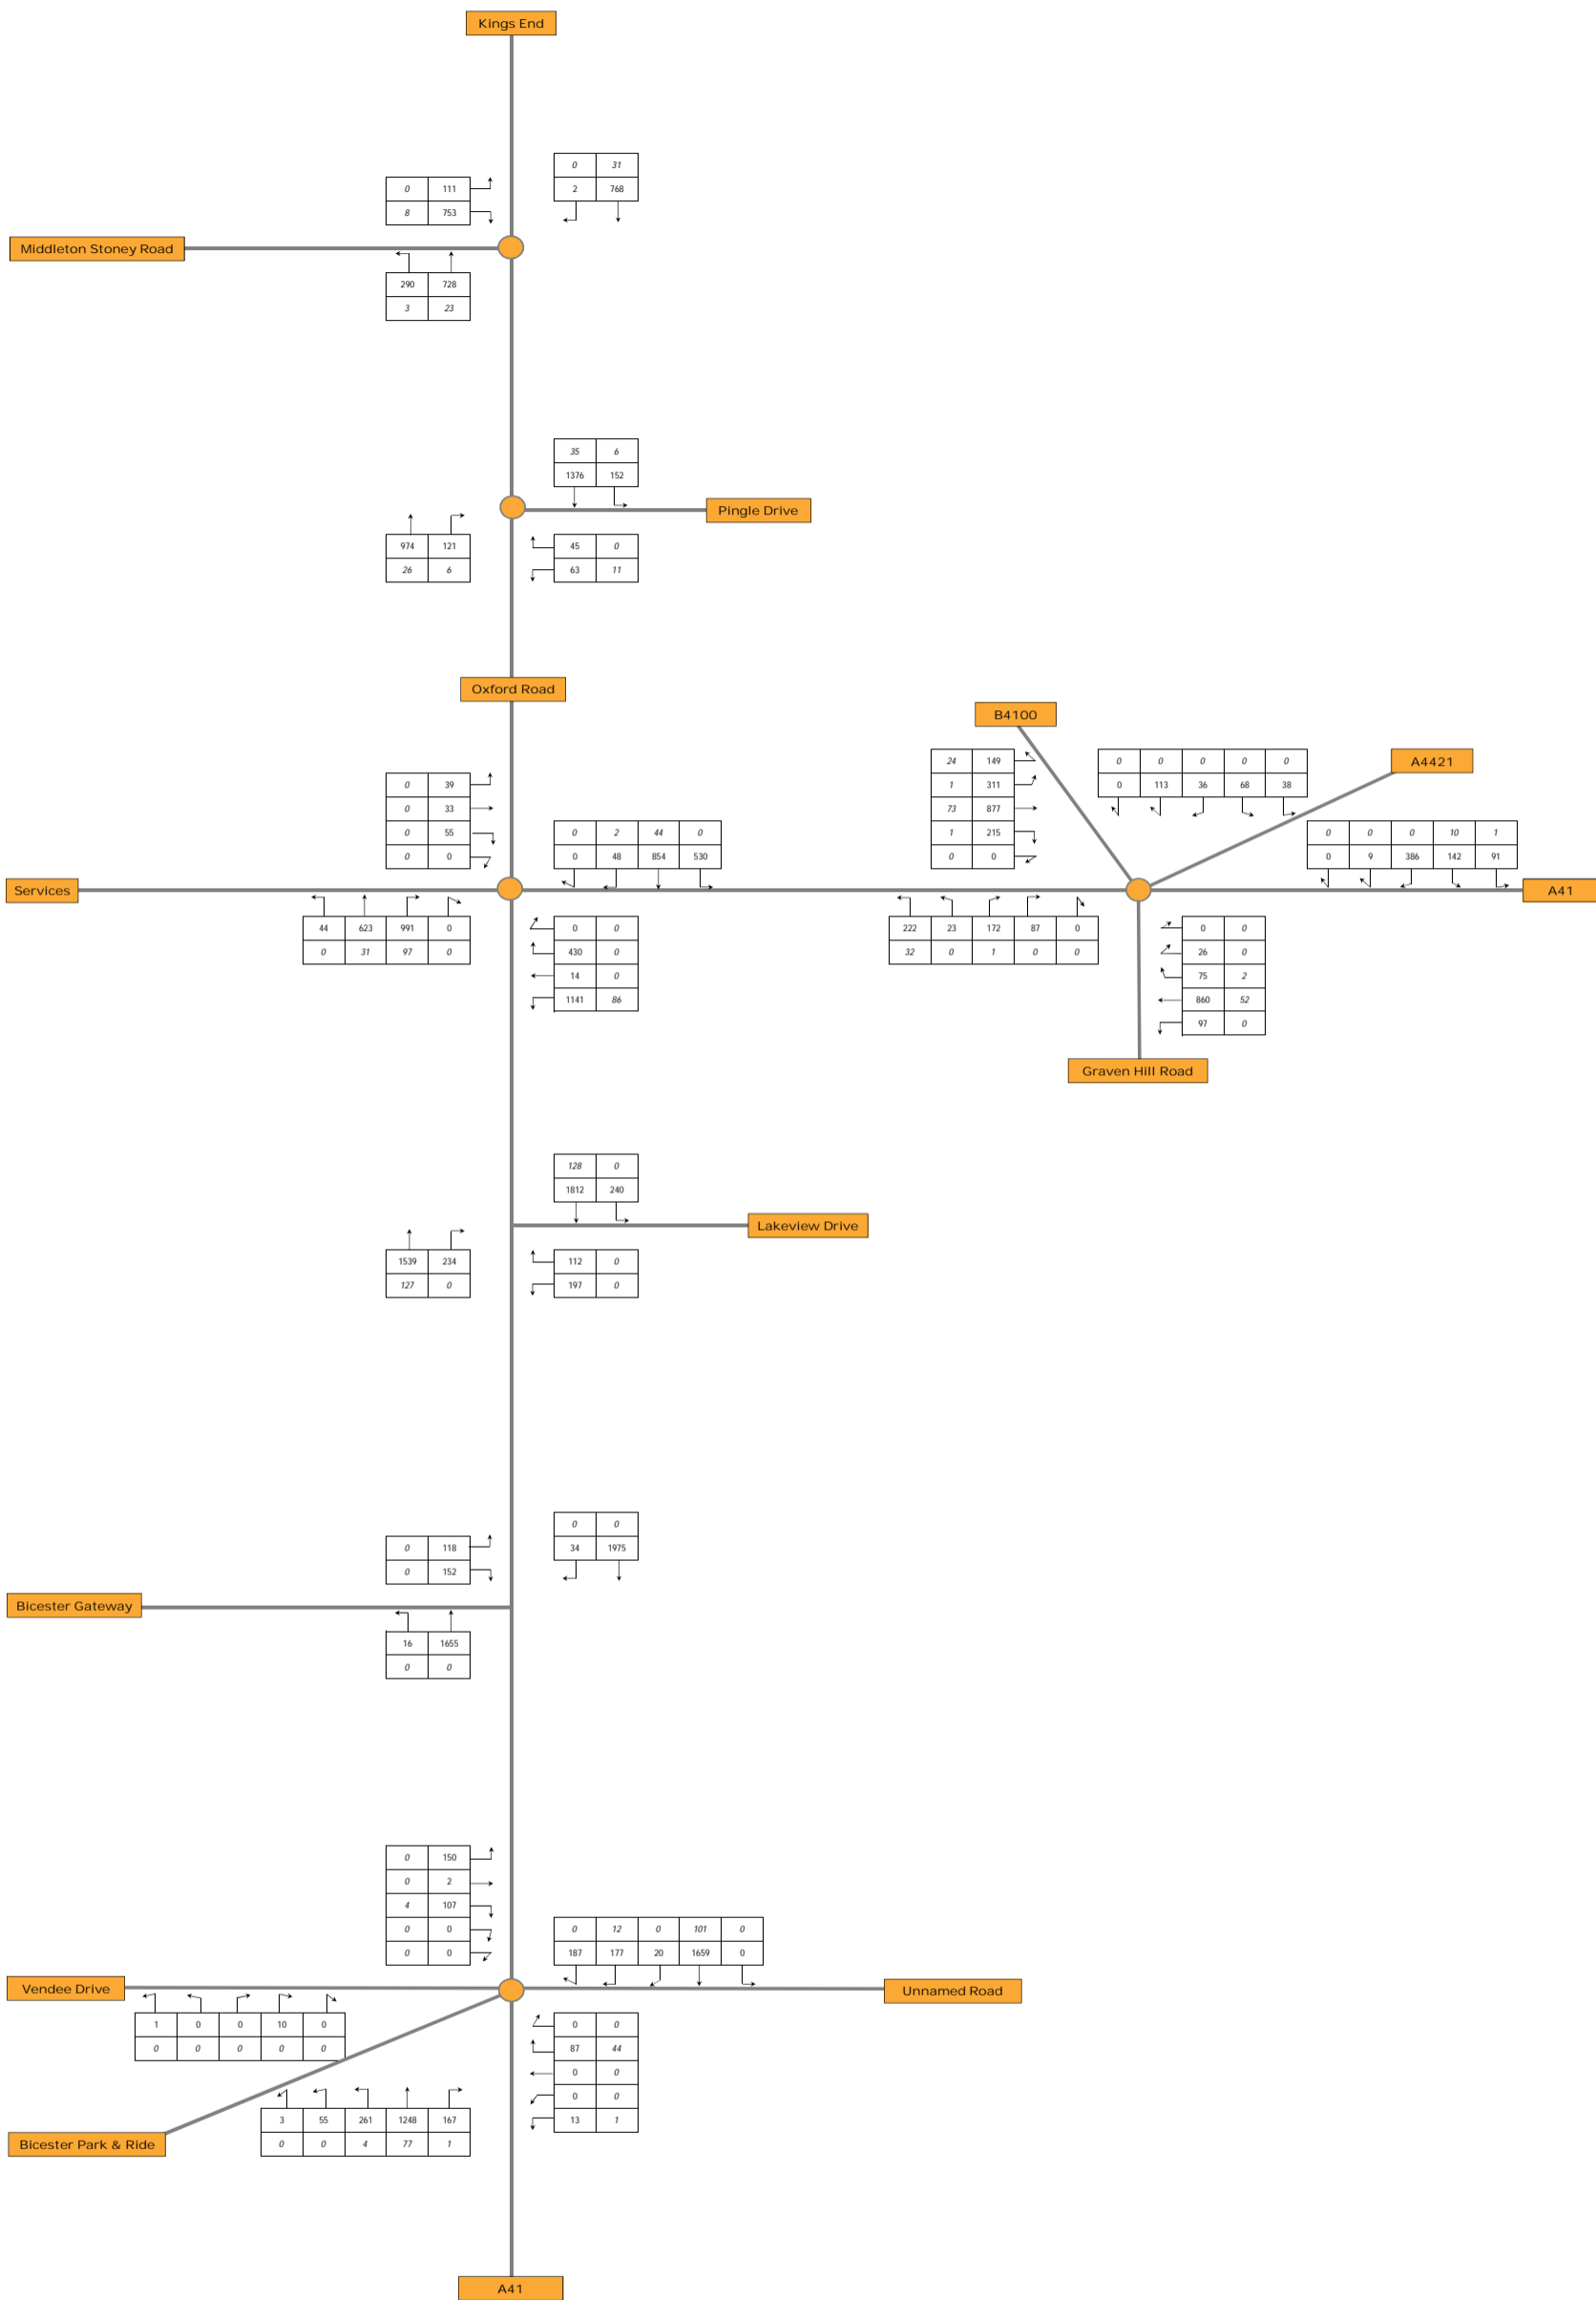 Kings End
0 31
2 768
0 111
8 753
Middleton Stoney Road
290 728
3 23
35 6
1376 152
Pingle Drive
974 121
26 6
45 0
63 11
Oxford Road
B4100
A4421
0 39
0 33
0 55
0 0
0 2 44 0
0 48 854 530
24 149
1 311
73 877
1 215
0 0
0 0 0 0 0
0 113 36 68 38
0 0 0 10 1
0 9 386 142 91
Services
A41
44 623 991 0
0 31 97 0
0 0
430 0
14 0
1141 86
222 23 172 87 0
32 0 1 0 0
0 0
26 0
75 2
860 52
97 0
Graven Hill Road
128 0
1812 240
Lakeview Drive
1539 234
127 0
112 0
197 0
0 0
34 1975
0 118
0 152
Bicester Gateway
16 1655
0 0
0 150
0 2
4 107
0 0
0 0
0 12 0 101 0
187 177 20 1659 0
Vendee Drive
Unnamed Road
1 0 0 10 0
0 0 0 0 0
0 0
87 44
0 0
0 0
13 1
3 55 261 1248 167
0 0 4 77 1
Bicester Park & Ride
A41